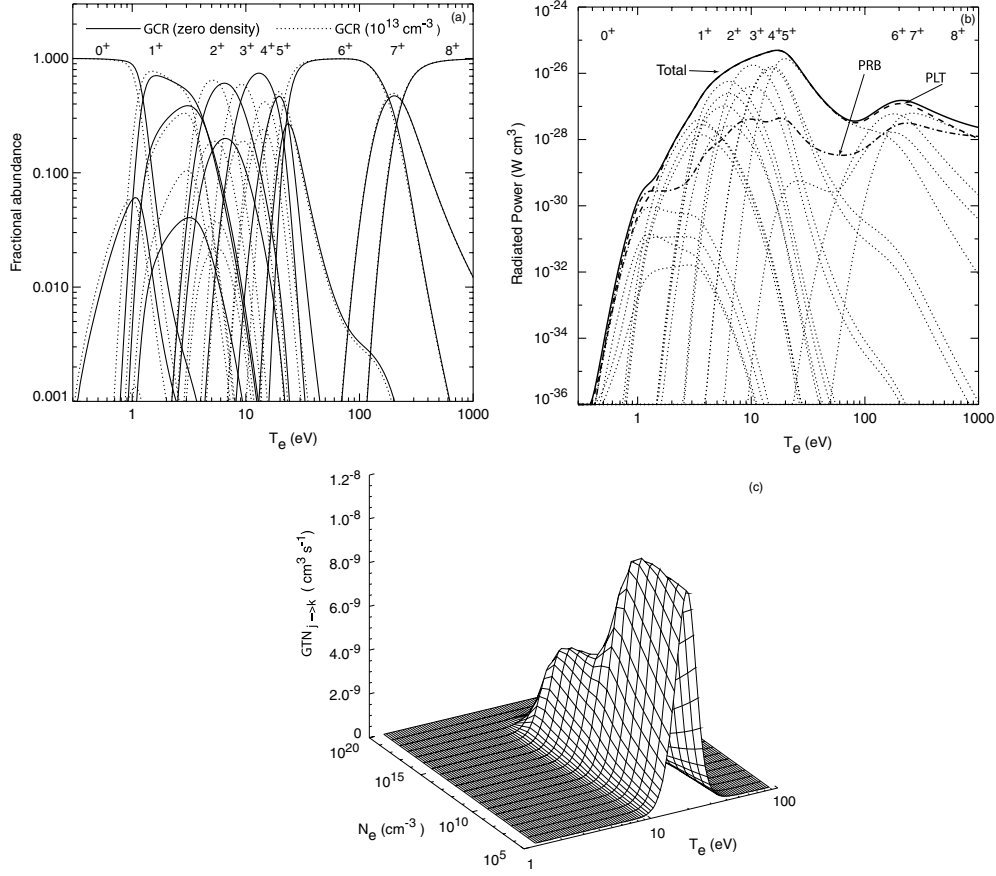 GCR (zero density) GCR (10¹³ cm⁻³) (a)
0⁺ 1⁺ 2⁺ 3⁺ 4⁺ 5⁺ 6⁺ 7⁺ 8⁺
1.000
0.100
0.010
0.001
Fractional abundance
1 10 100 1000
Tₑ (eV)
(b)
0⁺ 1⁺ 2⁺ 3⁺ 4⁺ 5⁺ 6⁺ 7⁺ 8⁺
Total
PRB
PLT
10⁻²⁴
10⁻²⁶
10⁻²⁸
10⁻³⁰
10⁻³²
10⁻³⁴
10⁻³⁶
Radiated Power (W cm³)
1 10 100 1000
Tₑ (eV)
(c)
1.2⁻⁸
1.0⁻⁸
8.0⁻⁹
6.0⁻⁹
4.0⁻⁹
2.0⁻⁹
0
GTN j–>k ( cm³ s⁻¹)
10²⁰
10¹⁵
10¹⁰
10⁵
Nₑ (cm⁻³ )
1 10 100
Tₑ (eV)